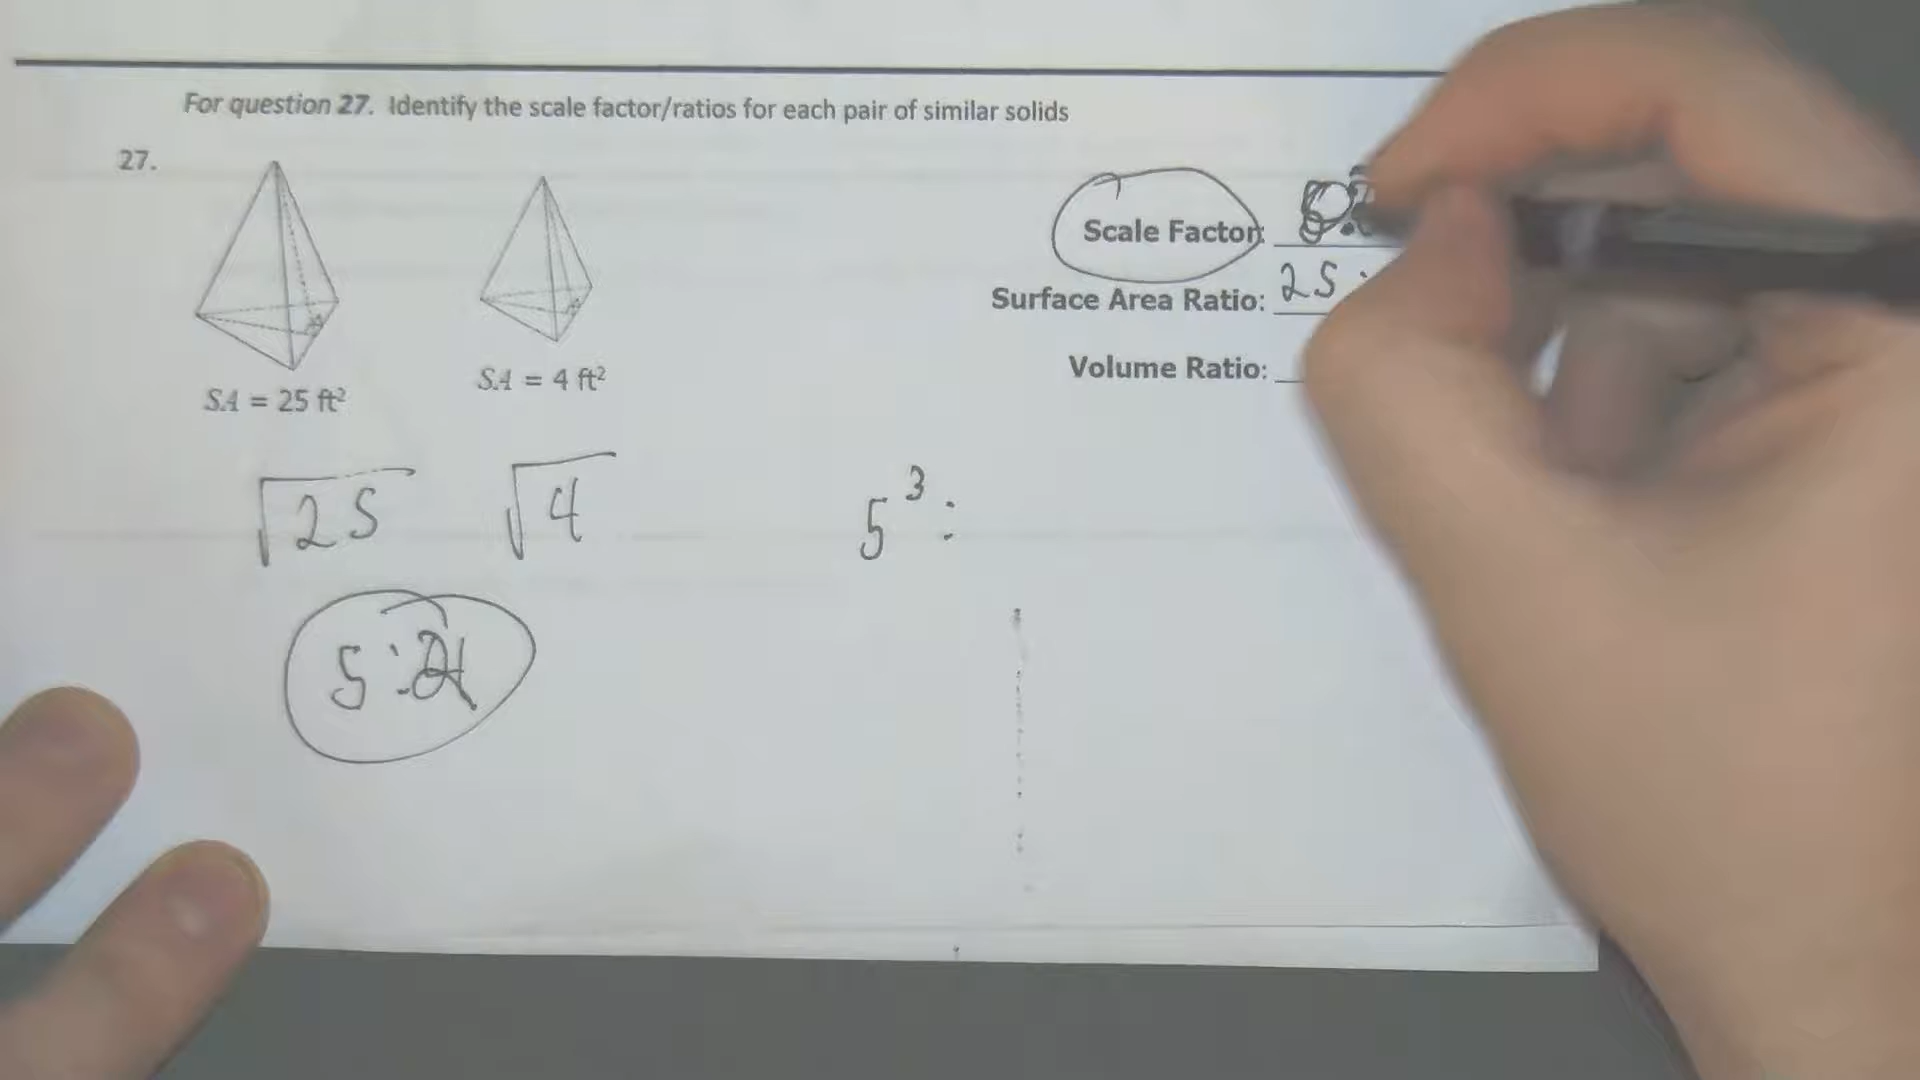 For question 27. Identify the scale factor/ratios for each pair of similar solids
27.
Scale Factor:
Surface Area Ratio: 25 :
Volume Ratio:
SA = 25 ft²
SA = 4 ft²
√25
√4
5³ :
5 :